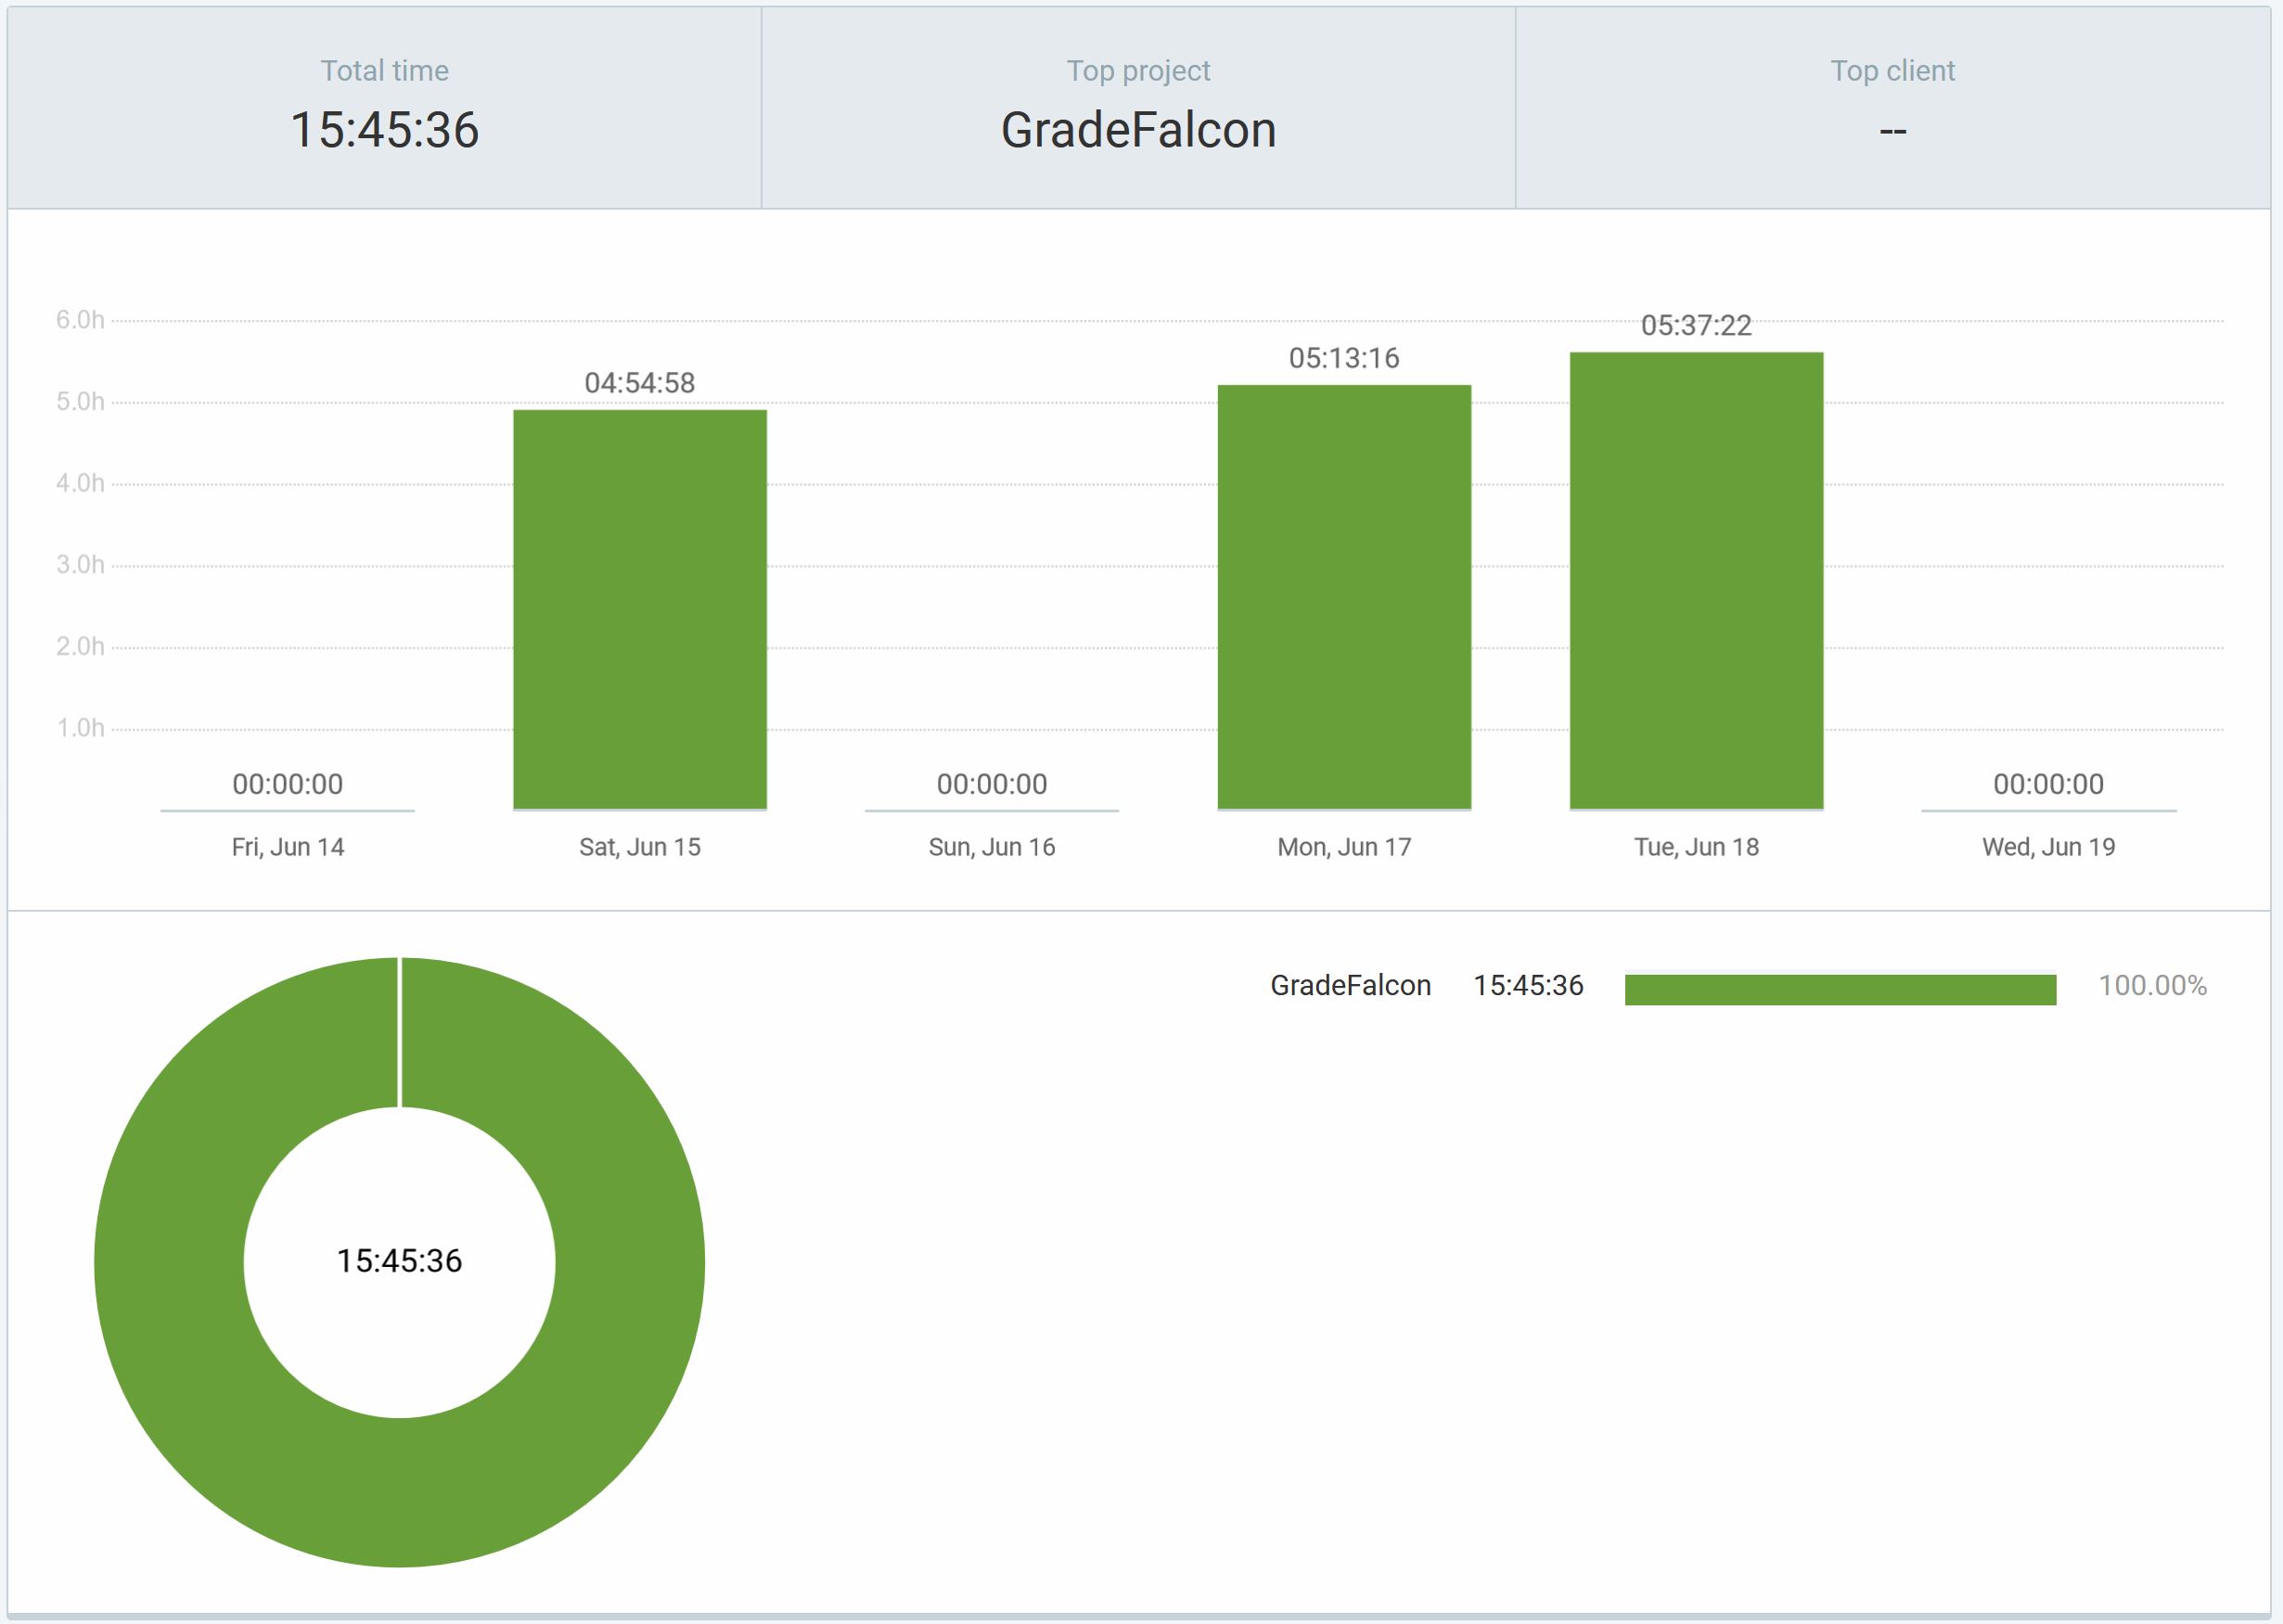 Total time
15:45:36
Top project
GradeFalcon
Top client
--
6.0h
5.0h
4.0h
3.0h
2.0h
1.0h
00:00:00
04:54:58
00:00:00
05:13:16
05:37:22
00:00:00
Fri, Jun 14
Sat, Jun 15
Sun, Jun 16
Mon, Jun 17
Tue, Jun 18
Wed, Jun 19
15:45:36
GradeFalcon 15:45:36 100.00%